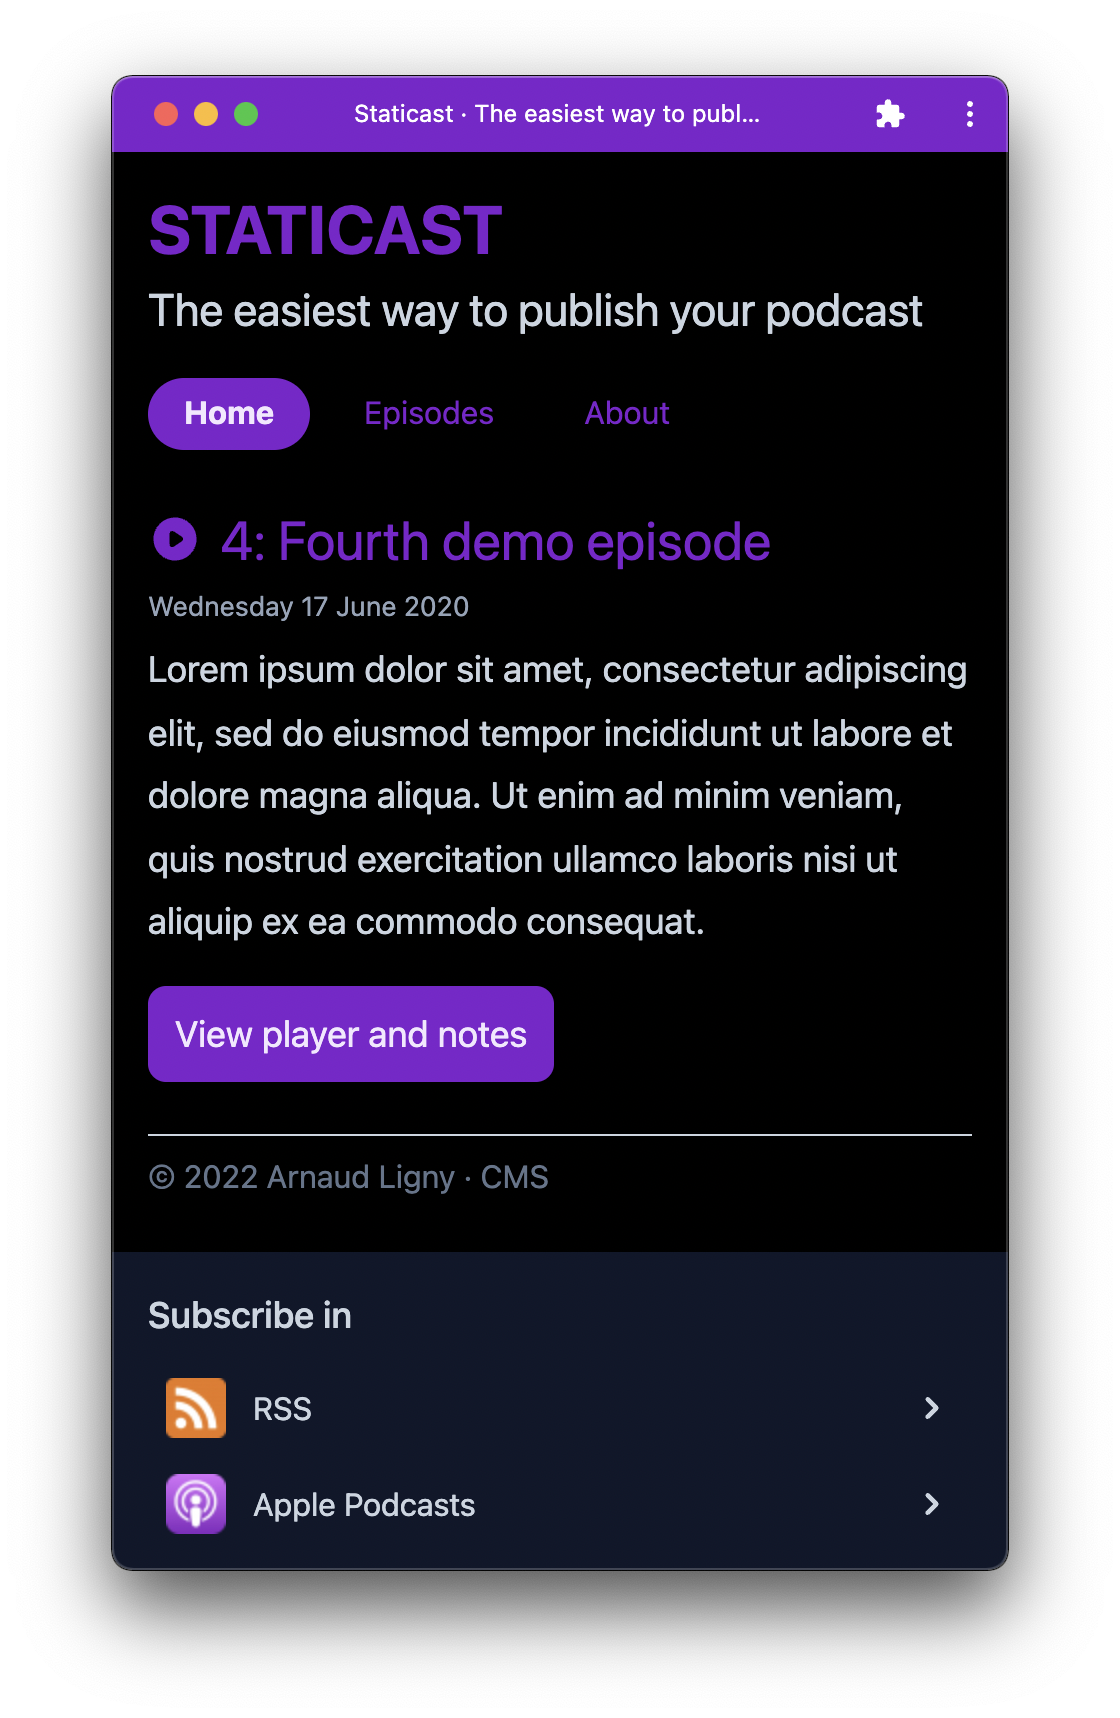 Staticast · The easiest way to publ...
STATICAST
The easiest way to publish your podcast
Home Episodes About
4: Fourth demo episode
Wednesday 17 June 2020
Lorem ipsum dolor sit amet, consectetur adipiscing
elit, sed do eiusmod tempor incididunt ut labore et
dolore magna aliqua. Ut enim ad minim veniam,
quis nostrud exercitation ullamco laboris nisi ut
aliquip ex ea commodo consequat.
View player and notes
© 2022 Arnaud Ligny · CMS
Subscribe in
RSS
Apple Podcasts